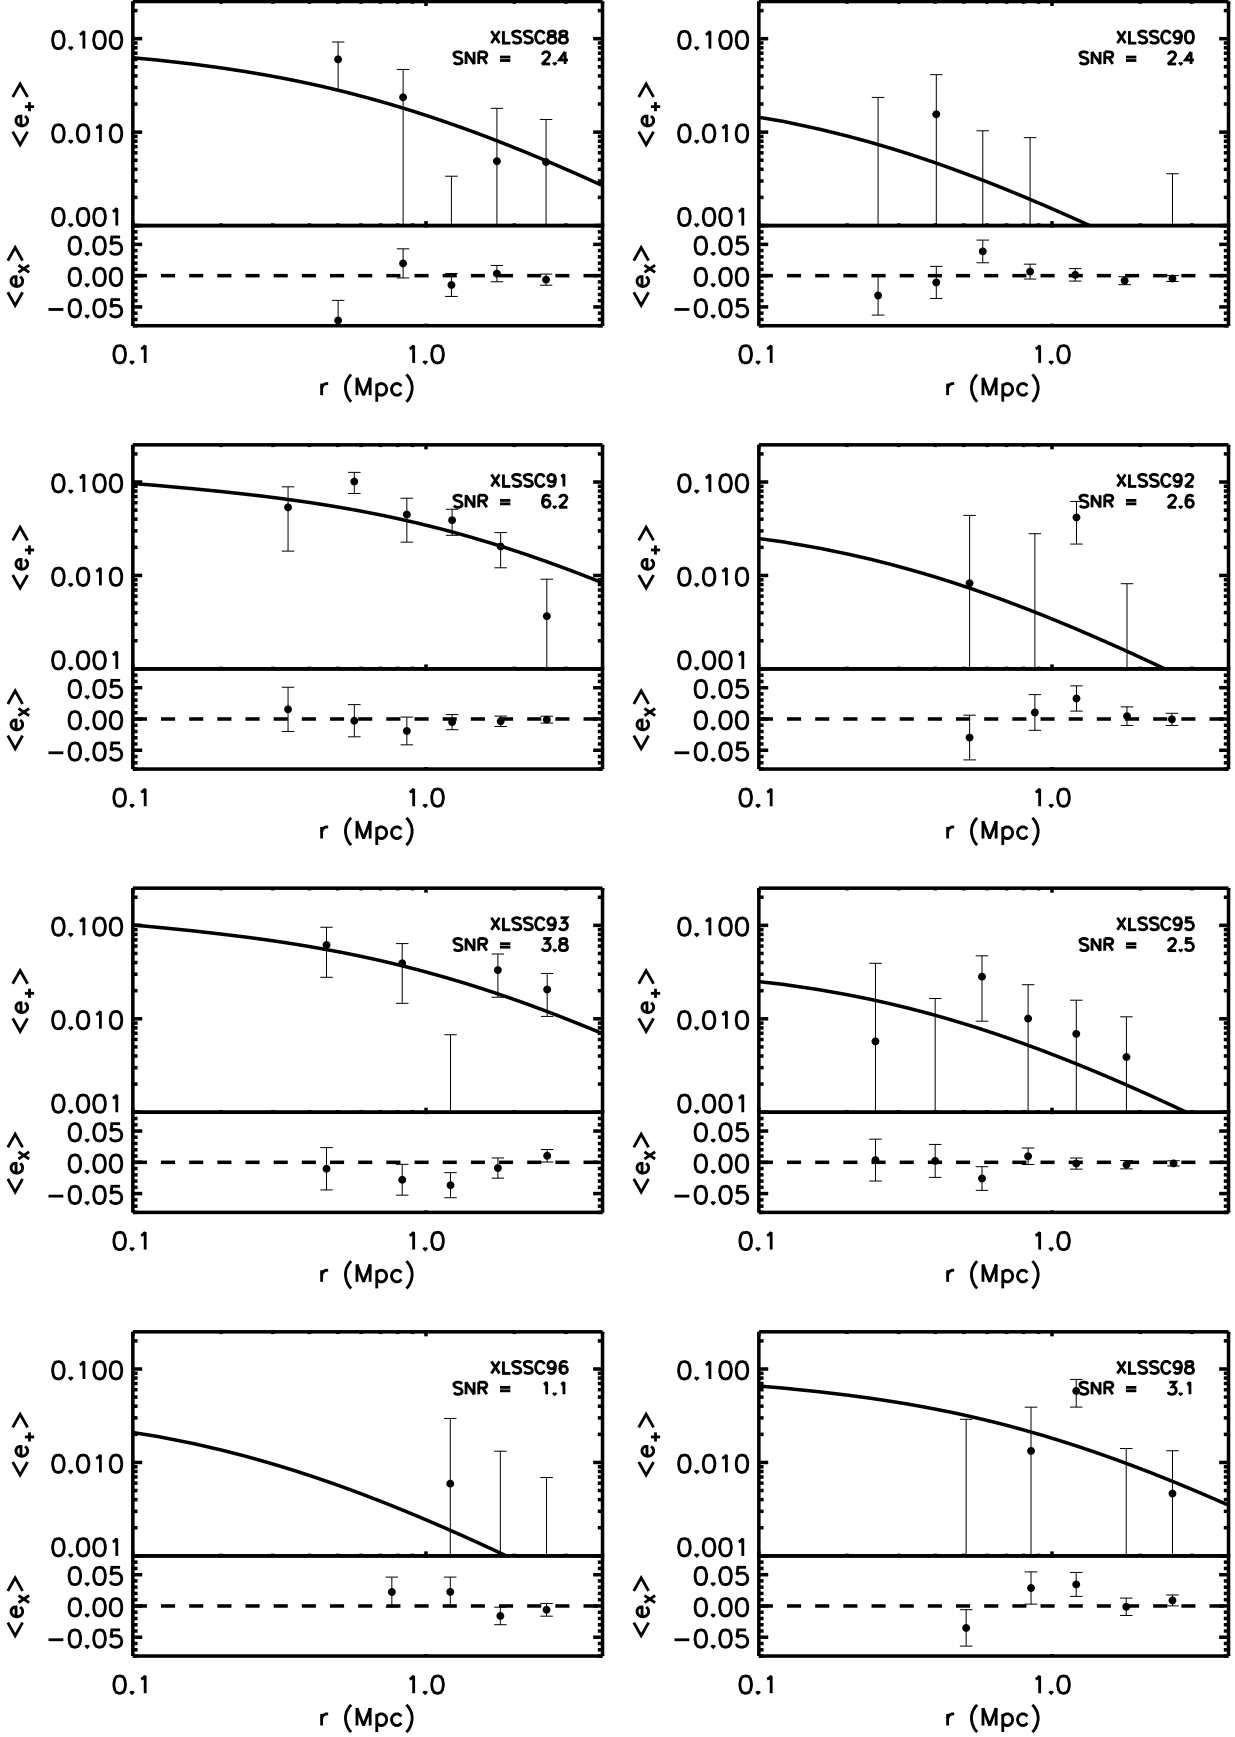 XLSSC88
SNR = 2.4
0.100
0.010
0.001
<e+>
0.05
0.00
−0.05
<ex>
0.1
1.0
r (Mpc)
XLSSC90
SNR = 2.4
0.100
0.010
0.001
<e+>
0.05
0.00
−0.05
<ex>
0.1
1.0
r (Mpc)
XLSSC91
SNR = 6.2
0.100
0.010
0.001
<e+>
0.05
0.00
−0.05
<ex>
0.1
1.0
r (Mpc)
XLSSC92
SNR = 2.6
0.100
0.010
0.001
<e+>
0.05
0.00
−0.05
<ex>
0.1
1.0
r (Mpc)
XLSSC93
SNR = 3.8
0.100
0.010
0.001
<e+>
0.05
0.00
−0.05
<ex>
0.1
1.0
r (Mpc)
XLSSC95
SNR = 2.5
0.100
0.010
0.001
<e+>
0.05
0.00
−0.05
<ex>
0.1
1.0
r (Mpc)
XLSSC96
SNR = 1.1
0.100
0.010
0.001
<e+>
0.05
0.00
−0.05
<ex>
0.1
1.0
r (Mpc)
XLSSC98
SNR = 3.1
0.100
0.010
0.001
<e+>
0.05
0.00
−0.05
<ex>
0.1
1.0
r (Mpc)